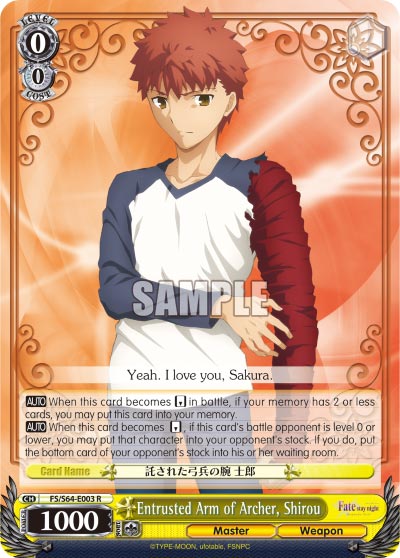 LEVEL
0
0
COST
SAMPLE
Yeah. I love you, Sakura.
AUTO When this card becomes in battle, if your memory has 2 or less
cards, you may put this card into your memory.
AUTO When this card becomes , if this card's battle opponent is level 0 or
lower, you may put that character into your opponent's stock. If you do, put
the bottom card of your opponent's stock into his or her waiting room.
Card Name
託された弓兵の腕 士郎
CH
FS/S64-E003 R
Entrusted Arm of Archer, Shirou
Fate/stay night
POWER
1000
SOUL
Master
Weapon
©TYPE-MOON, ufotable, FSNPC